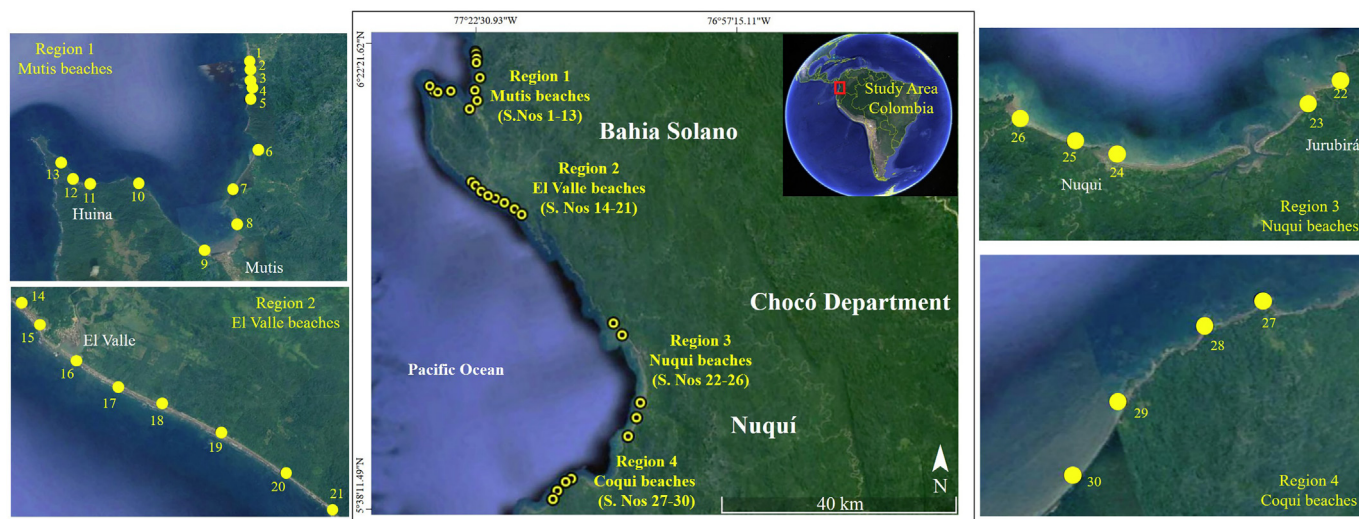 Region 1
Mutis beaches
1
2
3
4
5
6
7
8
9
10
11
12
13
Huina
Mutis
14
15
16
17
18
19
20
21
Region 2
El Valle beaches
El Valle
77°22'30.93"W
76°57'15.11"W
6°22'21.62"N
5°38'11.49"N
Region 1
Mutis beaches
(S.Nos 1-13)
Bahia Solano
Study Area
Colombia
Region 2
El Valle beaches
(S. Nos 14-21)
Chocó Department
Region 3
Nuqui beaches
(S. Nos 22-26)
Pacific Ocean
Nuquí
Region 4
Coqui beaches
(S. Nos 27-30)
N
40 km
22
23
24
25
26
Jurubirá
Nuqui
Region 3
Nuqui beaches
27
28
29
30
Region 4
Coqui beaches